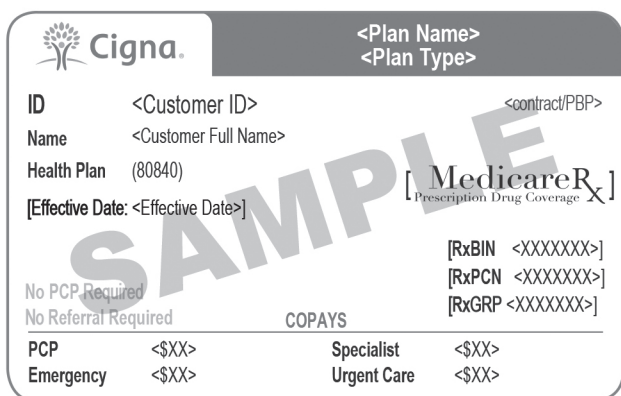 Cigna.
<Plan Name>
<Plan Type>
ID <Customer ID> <contract/PBP>
Name <Customer Full Name>
Health Plan (80840)
[Effective Date: <Effective Date>]
[MedicareRx]
Prescription Drug Coverage
SAMPLE
[RxBIN <XXXXXXX>]
[RxPCN <XXXXXXX>]
[RxGRP <XXXXXXX>]
No PCP Required
No Referral Required
COPAYS
PCP <$XX> Specialist <$XX>
Emergency <$XX> Urgent Care <$XX>